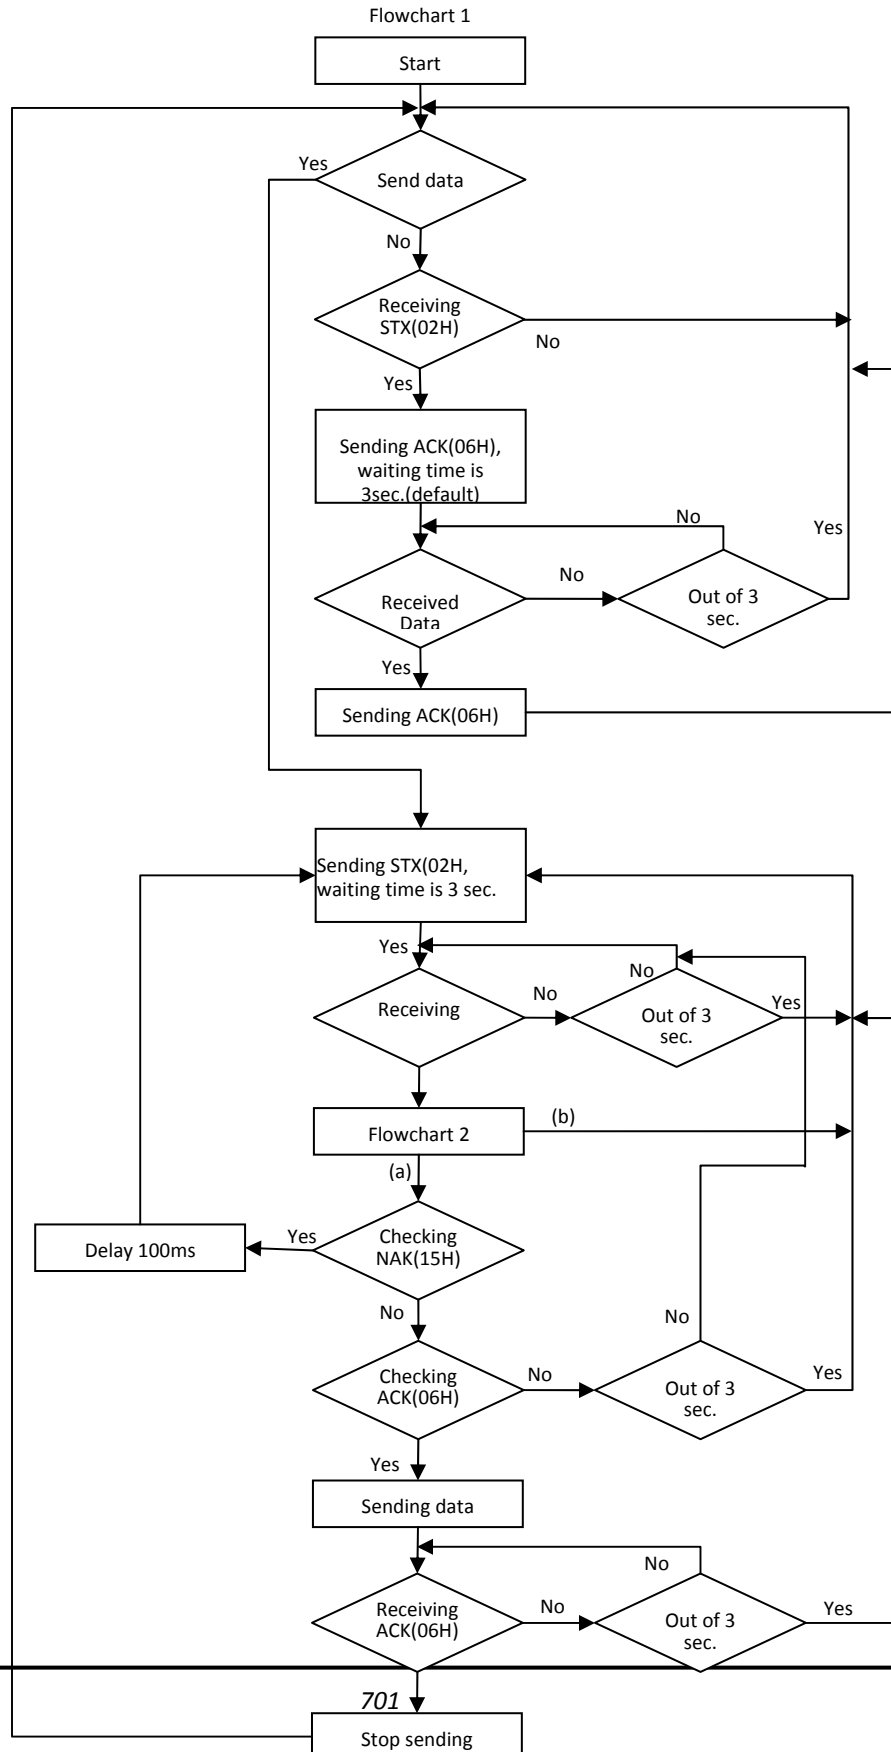 Flowchart 1
Start
Yes
Send data
No
Receiving
STX(02H)
No
Yes
Sending ACK(06H),
waiting time is
3sec.(default)
No
Yes
No
Received
Data
Out of 3
sec.
Yes
Sending ACK(06H)
Sending STX(02H,
waiting time is 3 sec.
Yes
No
Receiving
No
Out of 3
sec.
Yes
Flowchart 2
(b)
(a)
Delay 100ms
Yes
Checking
NAK(15H)
No
No
Checking
ACK(06H)
No
Out of 3
sec.
Yes
Yes
Sending data
No
Receiving
ACK(06H)
No
Out of 3
sec.
Yes
701
Stop sending